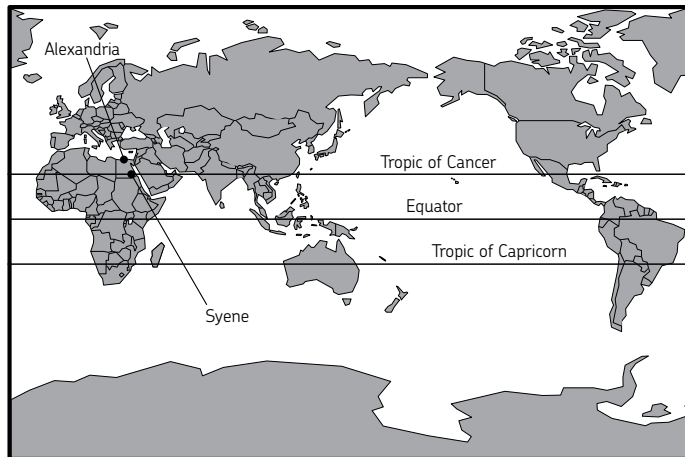 Alexandria
Tropic of Cancer
Equator
Tropic of Capricorn
Syene